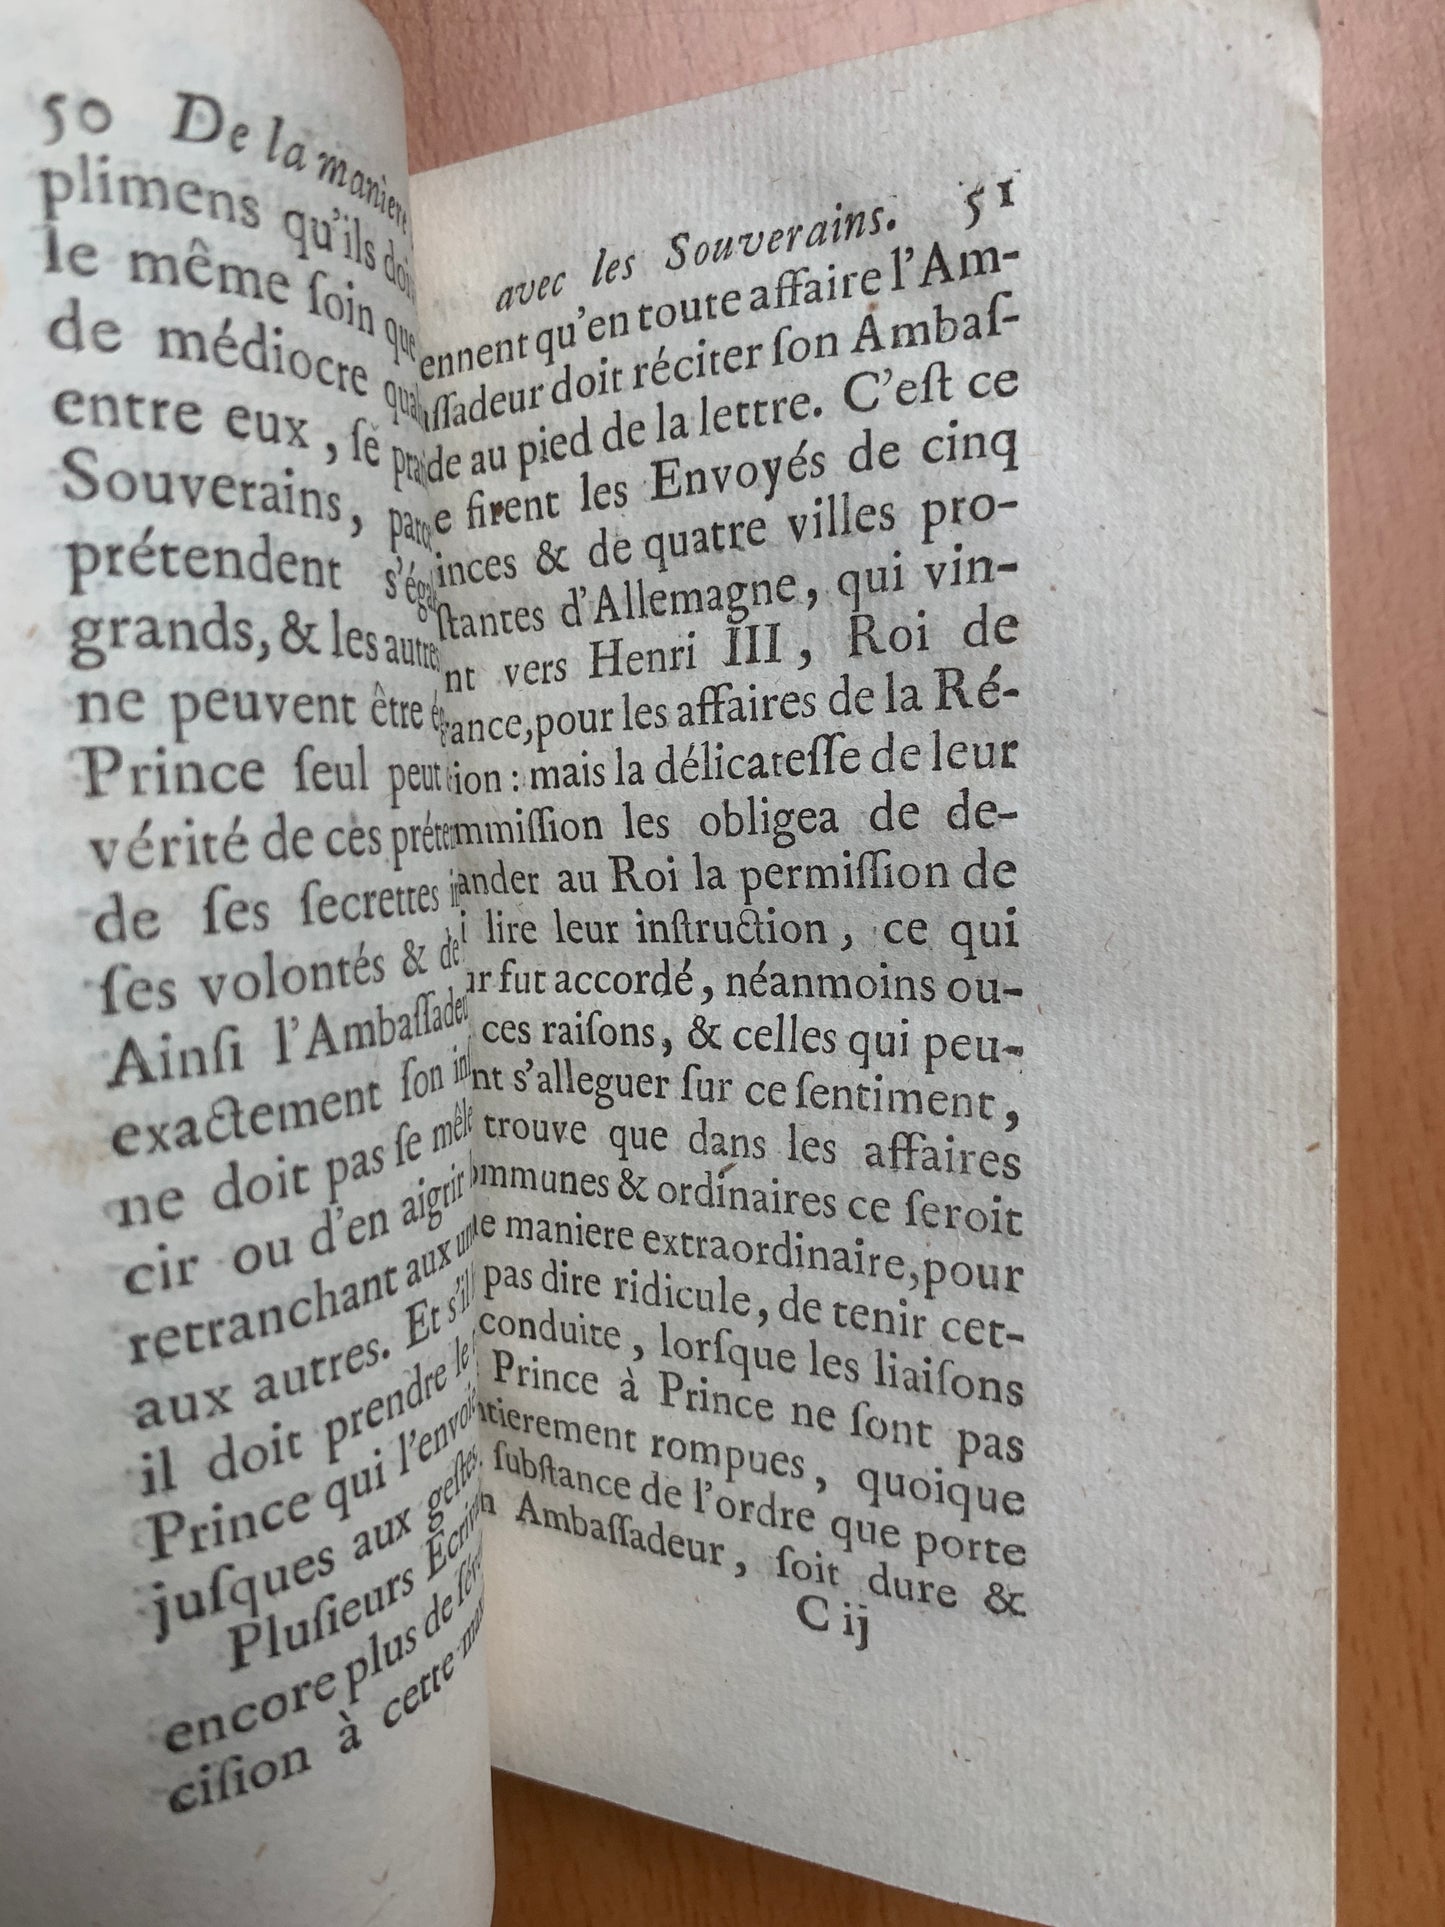 50 De la maniere
plimens qu'ils
le même ſoin que
de médiocre
entre eux, ſe
Souverains,
prétendent
grands, & les autres
ne peuvent être
Prince ſeul peut
vérité de ces
de ſes ſecrettes
ſes volontés & de
Ainſi l'Ambaſſadeur
exactement ſon
ne doit pas ſe
cir ou d'en aigrir
retranchant aux
aux autres. Et s'il
il doit prendre le
Prince qui l'envoie
juſques aux geſtes.
Pluſieurs
encore plus de
ciſion à cette
avec les Souverains. 51
ennent qu'en toute affaire l'Am-
ſſadeur doit réciter ſon Ambaſ-
de au pied de la lettre. C'eſt ce
e firent les Envoyés de cinq
inces & de quatre villes pro-
ſtantes d'Allemagne, qui vin-
nt vers Henri III, Roi de
ance, pour les affaires de la Ré-
ion : mais la délicateſſe de leur
mmiſſion les obligea de de-
ander au Roi la permiſſion de
i lire leur inſtruction, ce qui
ur fut accordé, néanmoins ou-
ces raiſons, & celles qui peu-
nt s'alleguer ſur ce ſentiment,
trouve que dans les affaires
ommunes & ordinaires ce ſeroit
ne maniere extraordinaire, pour
pas dire ridicule, de tenir cet-
conduite, lorſque les liaiſons
Prince à Prince ne ſont pas
ntierement rompues, quoique
ſubſtance de l'ordre que porte
n Ambaſſadeur, ſoit dure &
C ij